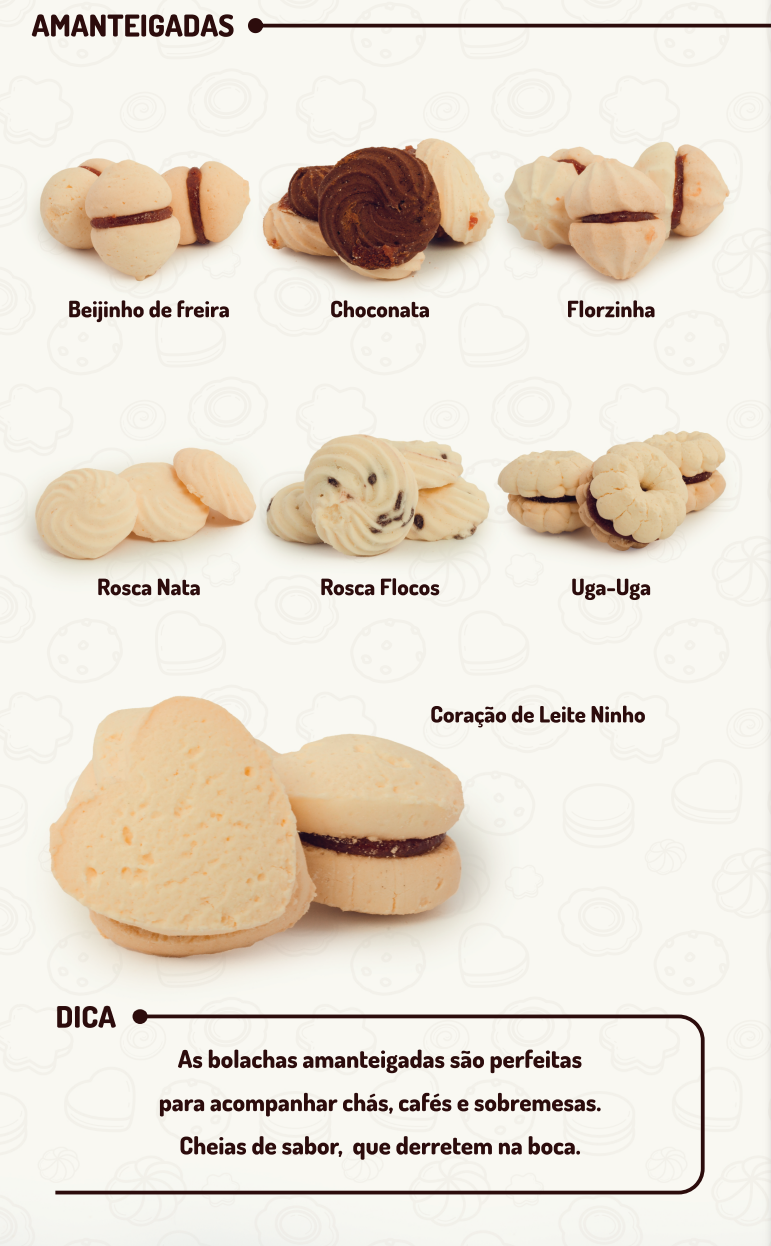 AMANTEIGADAS
Beijinho de freira
Choconata
Florzinha
Rosca Nata
Rosca Flocos
Uga-Uga
Coração de Leite Ninho
DICA
As bolachas amanteigadas são perfeitas
para acompanhar chás, cafés e sobremesas.
Cheias de sabor, que derretem na boca.